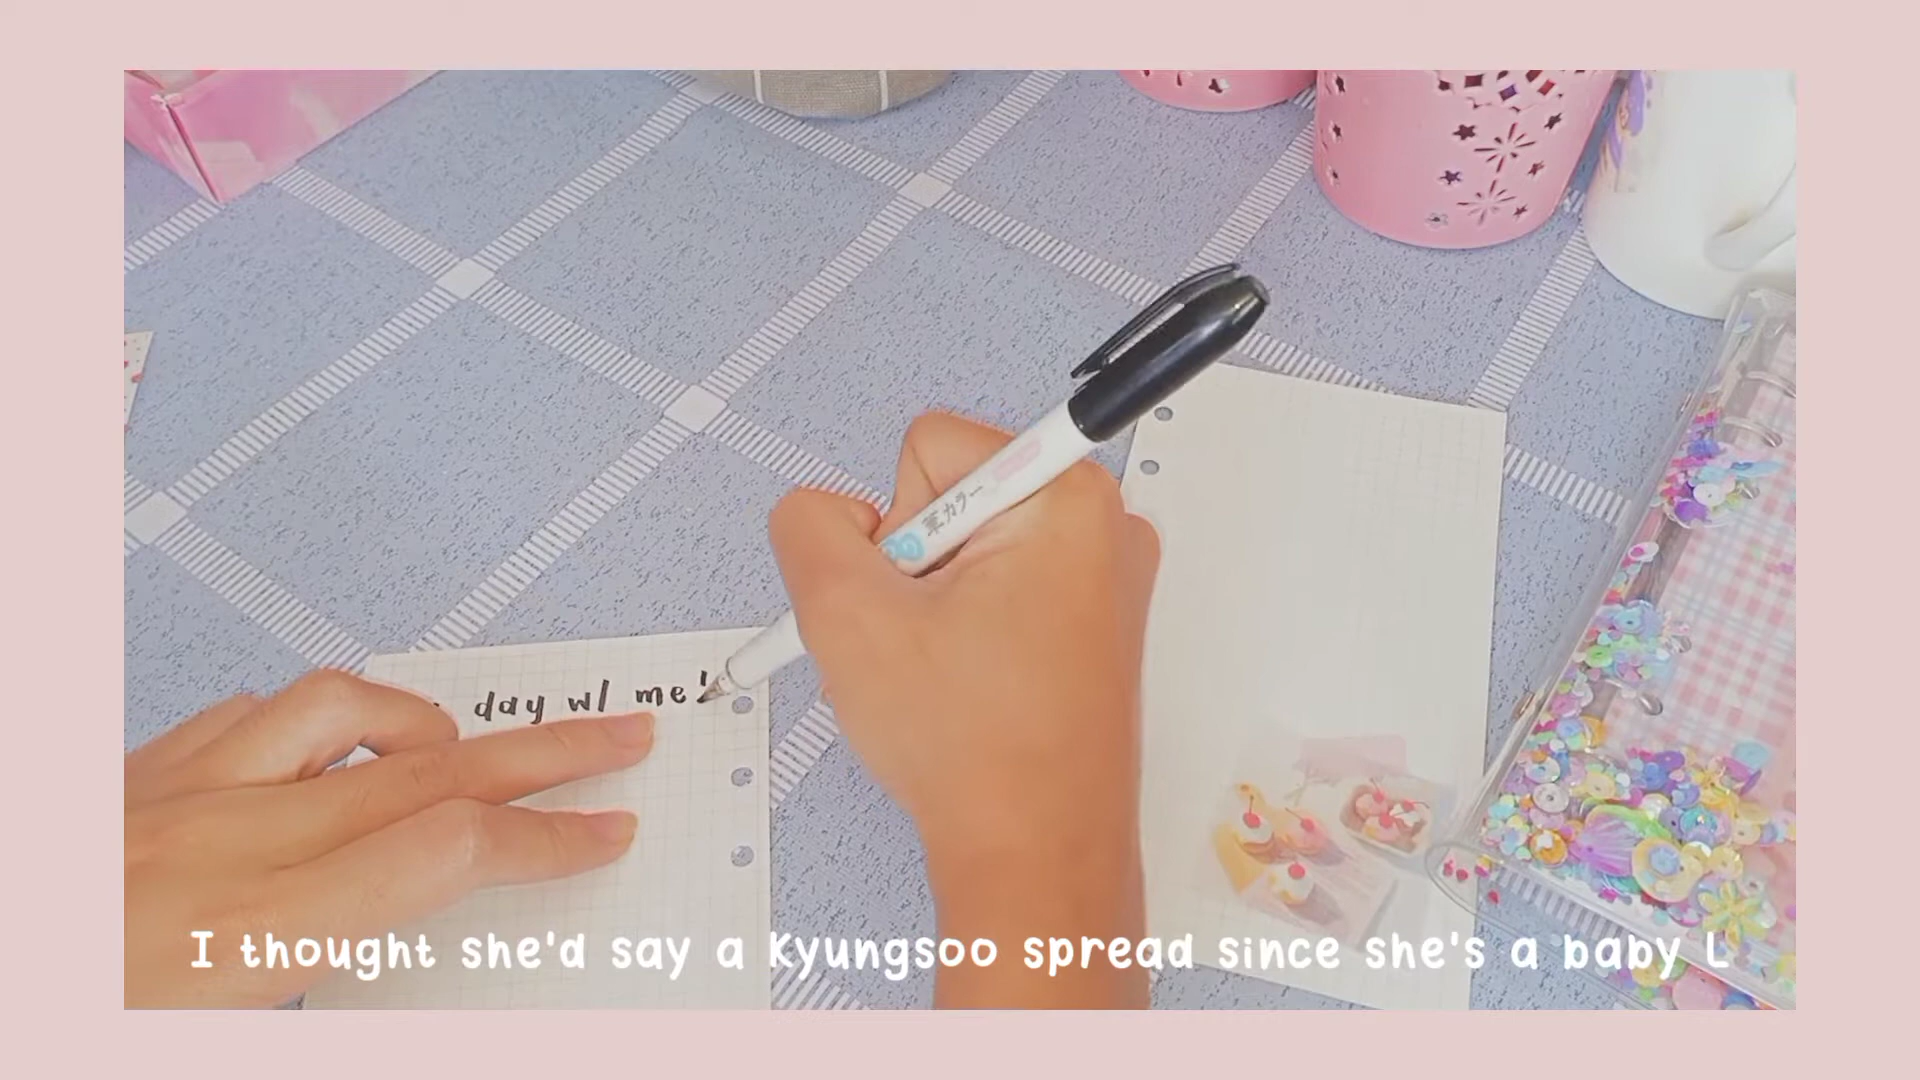 筆カラー
day w/ me!
I thought she'd say a Kyungsoo spread since she's a baby L